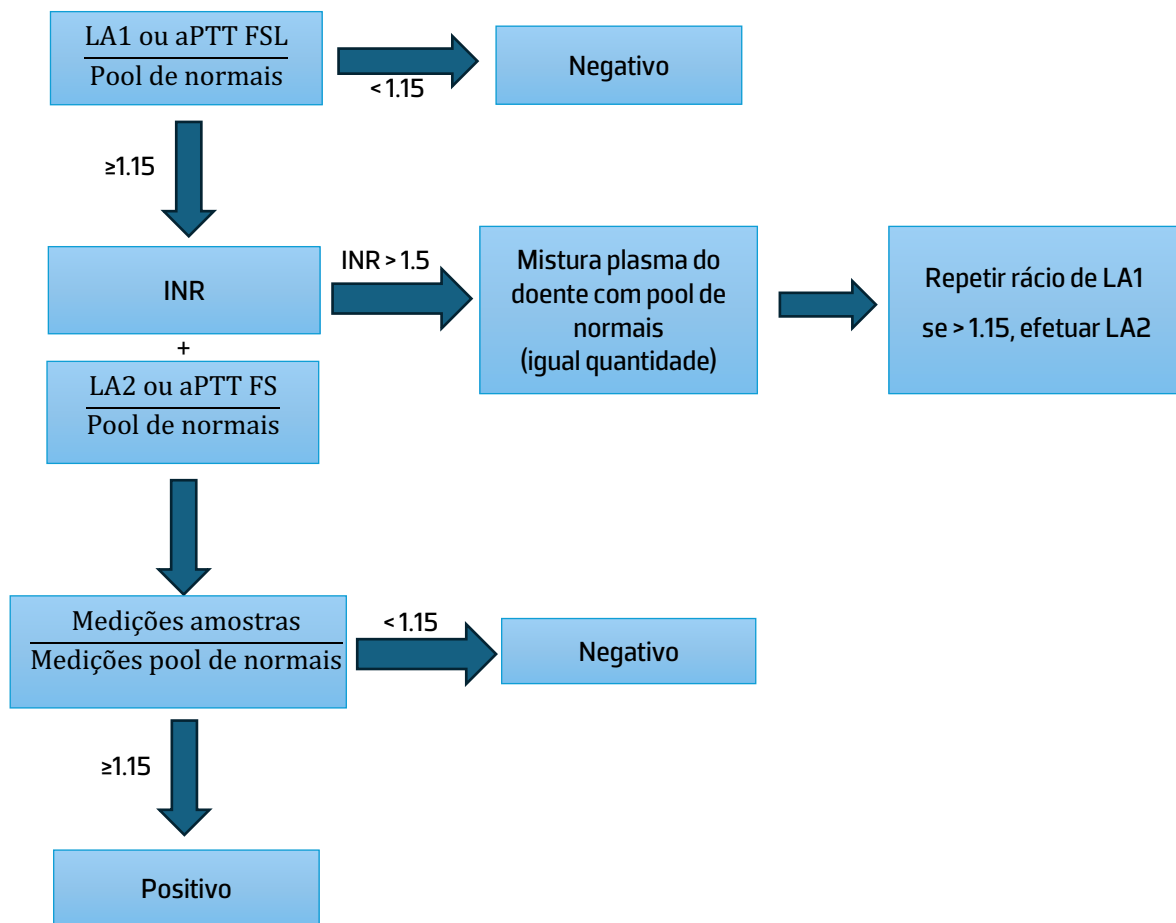 LA1 ou aPTT FSL
Pool de normais
< 1.15
Negativo
≥1.15
INR
INR > 1.5
Mistura plasma do
doente com pool de
normais
(igual quantidade)
Repetir rácio de LA1
se > 1.15, efetuar LA2
+
LA2 ou aPTT FS
Pool de normais
Medições amostras
Medições pool de normais
< 1.15
Negativo
≥1.15
Positivo